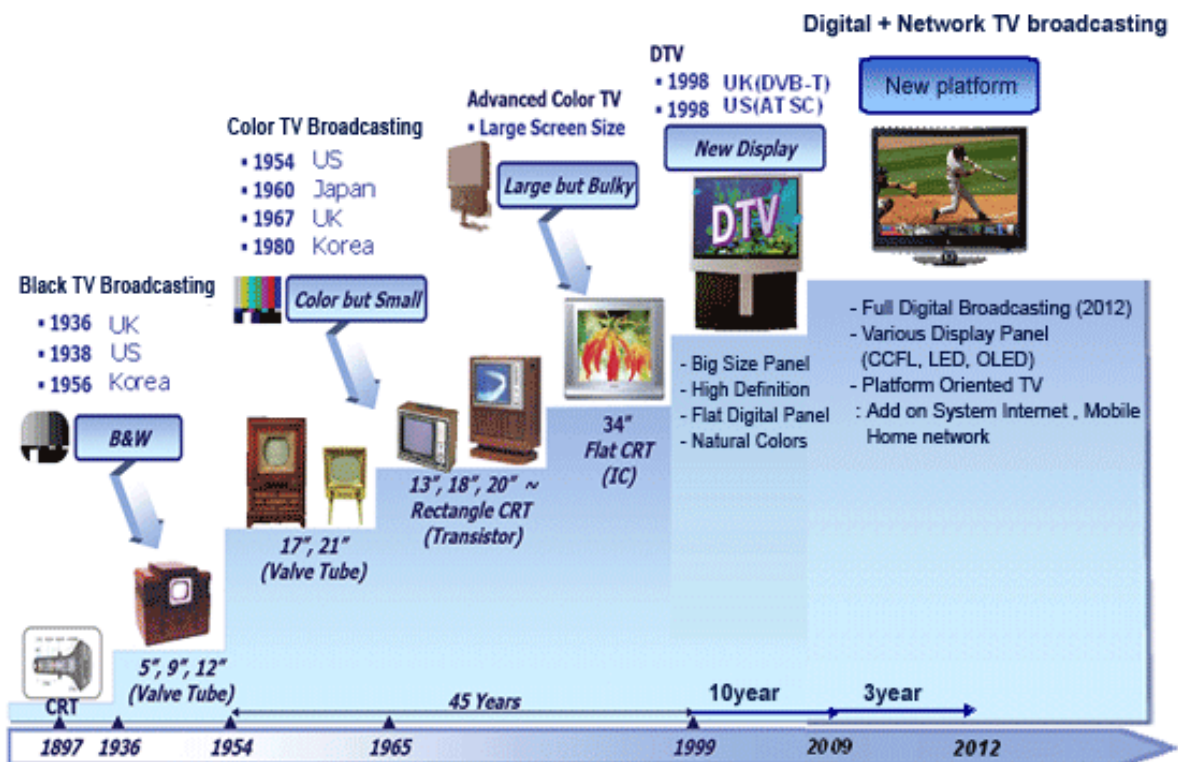 Digital + Network TV broadcasting
New platform
DTV
▪ 1998 UK(DVB-T)
▪ 1998 US(ATSC)
New Display
DTV
Advanced Color TV
▪ Large Screen Size
Large but Bulky
Color TV Broadcasting
▪ 1954 US
▪ 1960 Japan
▪ 1967 UK
▪ 1980 Korea
Color but Small
Black TV Broadcasting
▪ 1936 UK
▪ 1938 US
▪ 1956 Korea
B&W
- Full Digital Broadcasting (2012)
- Various Display Panel
(CCFL, LED, OLED)
- Platform Oriented TV
: Add on System Internet , Mobile
Home network
- Big Size Panel
- High Definition
- Flat Digital Panel
- Natural Colors
34″
Flat CRT
(IC)
13″, 18″, 20″ ~
Rectangle CRT
(Transistor)
17″, 21″
(Valve Tube)
5″, 9″, 12″
(Valve Tube)
CRT
45 Years
10year
3year
1897
1936
1954
1965
1999
2009
2012